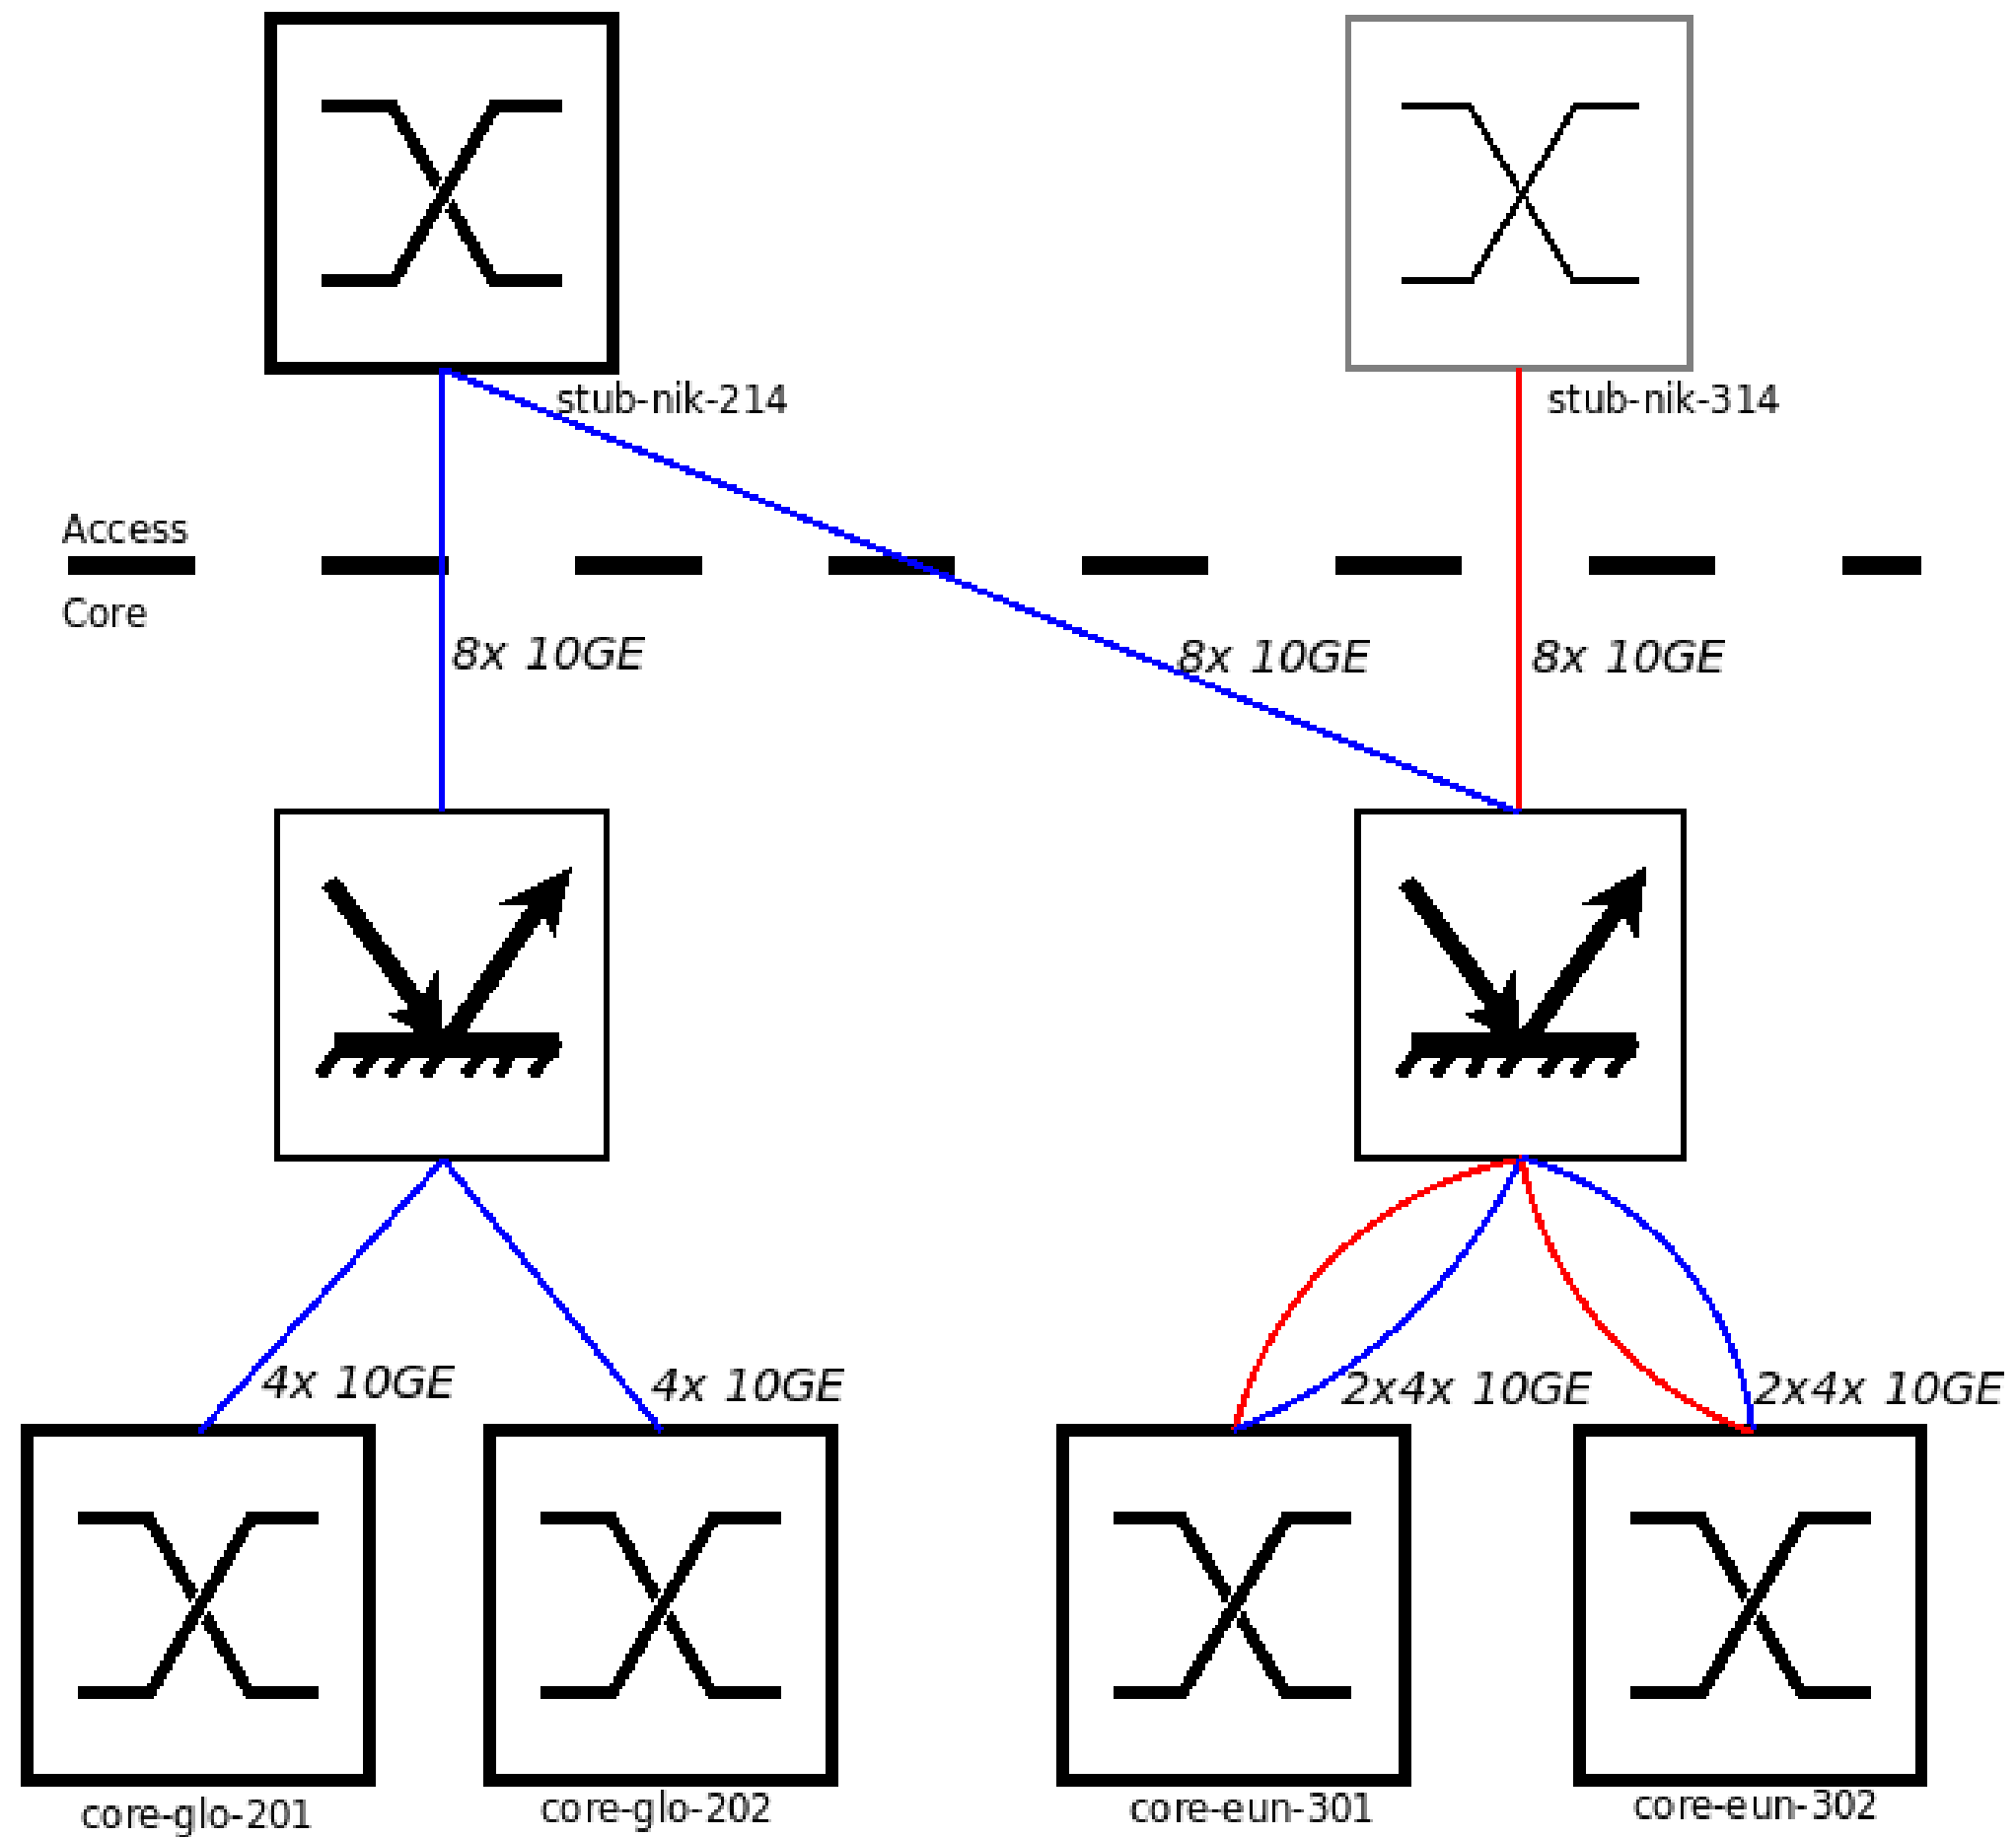 stub-nik-214
stub-nik-314
Access
Core
8x 10GE
8x 10GE
8x 10GE
4x 10GE
4x 10GE
2x4x 10GE
2x4x 10GE
core-glo-201
core-glo-202
core-eun-301
core-eun-302